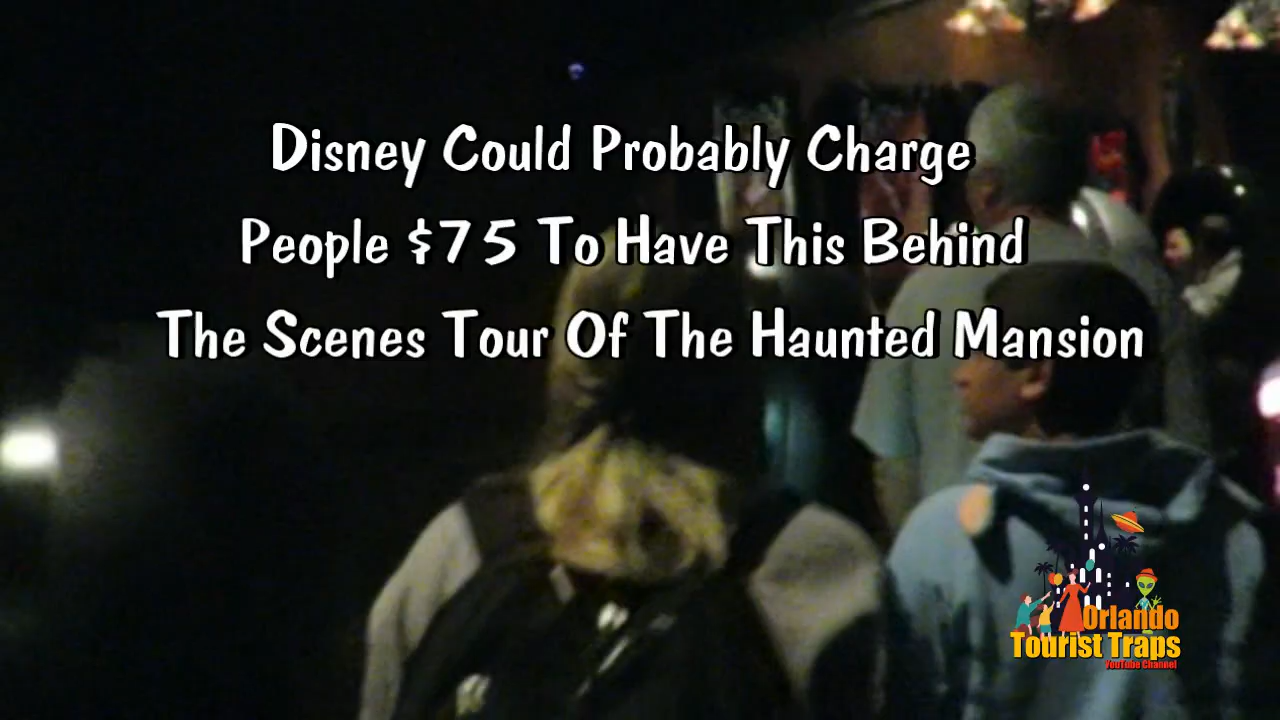 Disney Could Probably Charge
People $75 To Have This Behind
The Scenes Tour Of The Haunted Mansion
Orlando
Tourist Traps
YouTube Channel